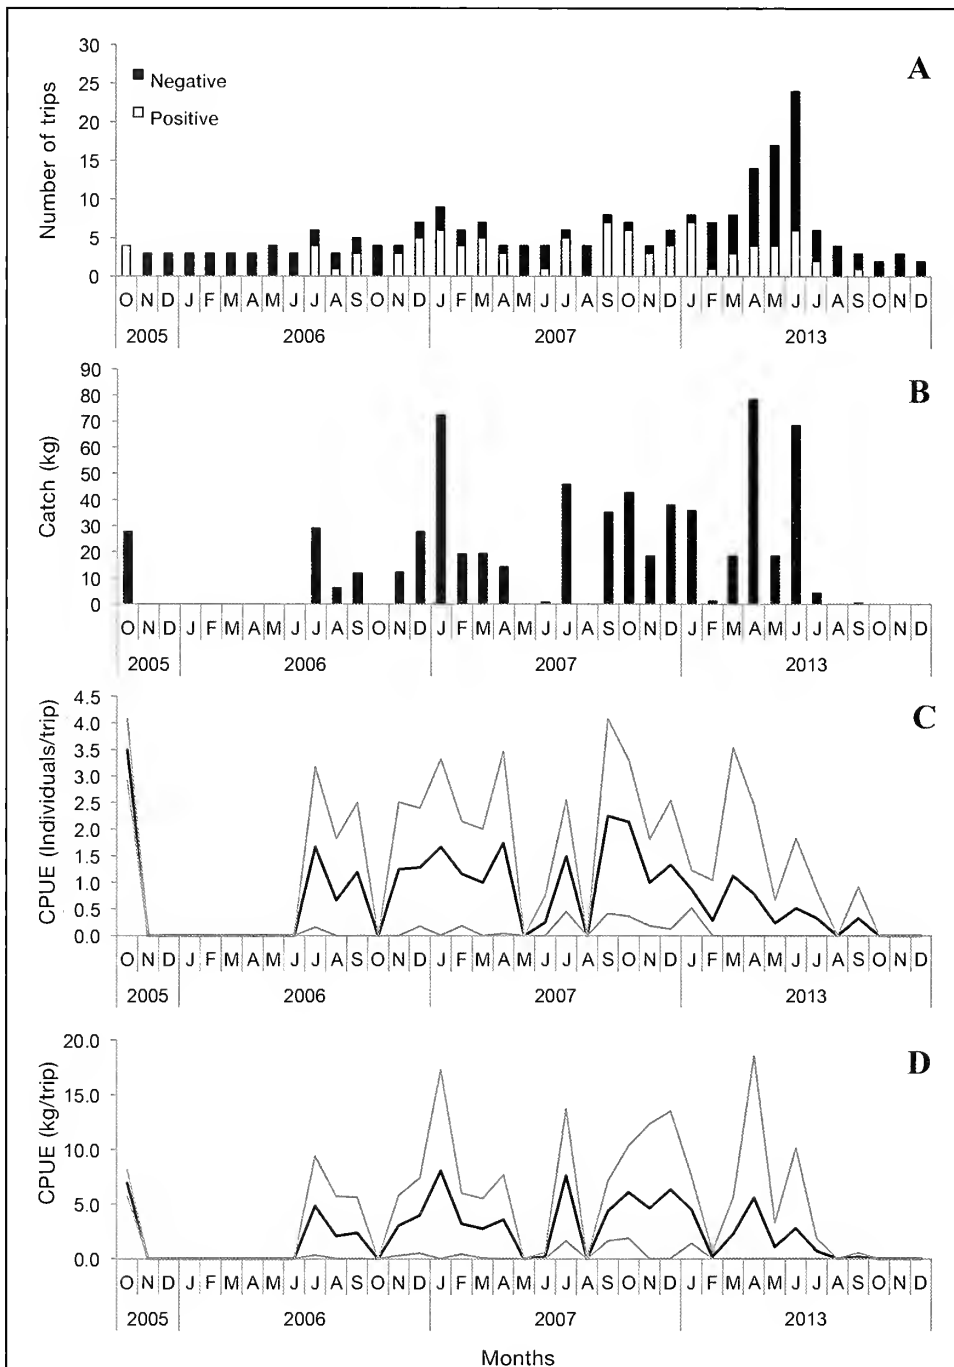 A
30
25
20
15
10
5
0
Number of trips
Negative
Positive
O N D J F M A M J J A S O N D J F M A M J J A S O N D J F M A M J J A S O N D
2005 2006 2007 2013
B
90
80
70
60
50
40
30
20
10
0
Catch (kg)
O N D J F M A M J J A S O N D J F M A M J J A S O N D J F M A M J J A S O N D
2005 2006 2007 2013
C
4.5
4.0
3.5
3.0
2.5
2.0
1.5
1.0
0.5
0.0
CPUE (Individuals/trip)
O N D J F M A M J J A S O N D J F M A M J J A S O N D J F M A M J J A S O N D
2005 2006 2007 2013
D
20.0
15.0
10.0
5.0
0.0
CPUE (kg/trip)
O N D J F M A M J J A S O N D J F M A M J J A S O N D J F M A M J J A S O N D
2005 2006 2007 2013
Months